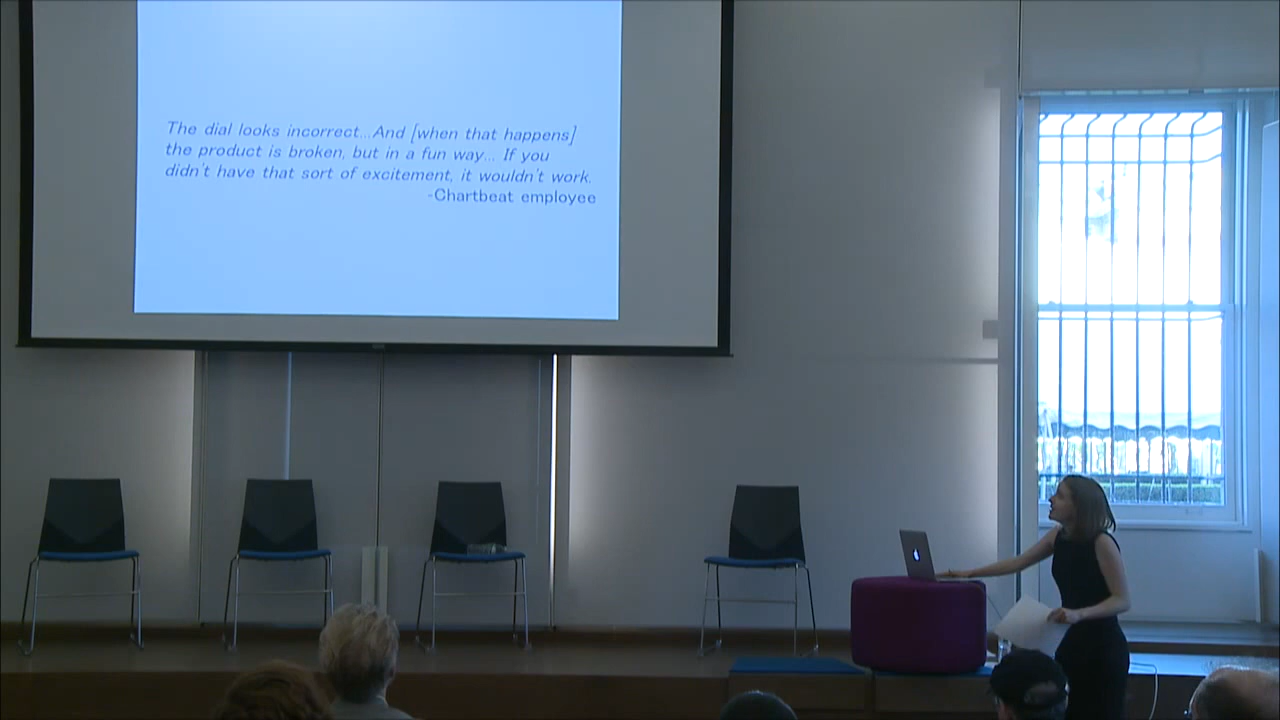 The dial looks incorrect...And [when that happens]
the product is broken, but in a fun way... If you
didn't have that sort of excitement, it wouldn't work.
-Chartbeat employee